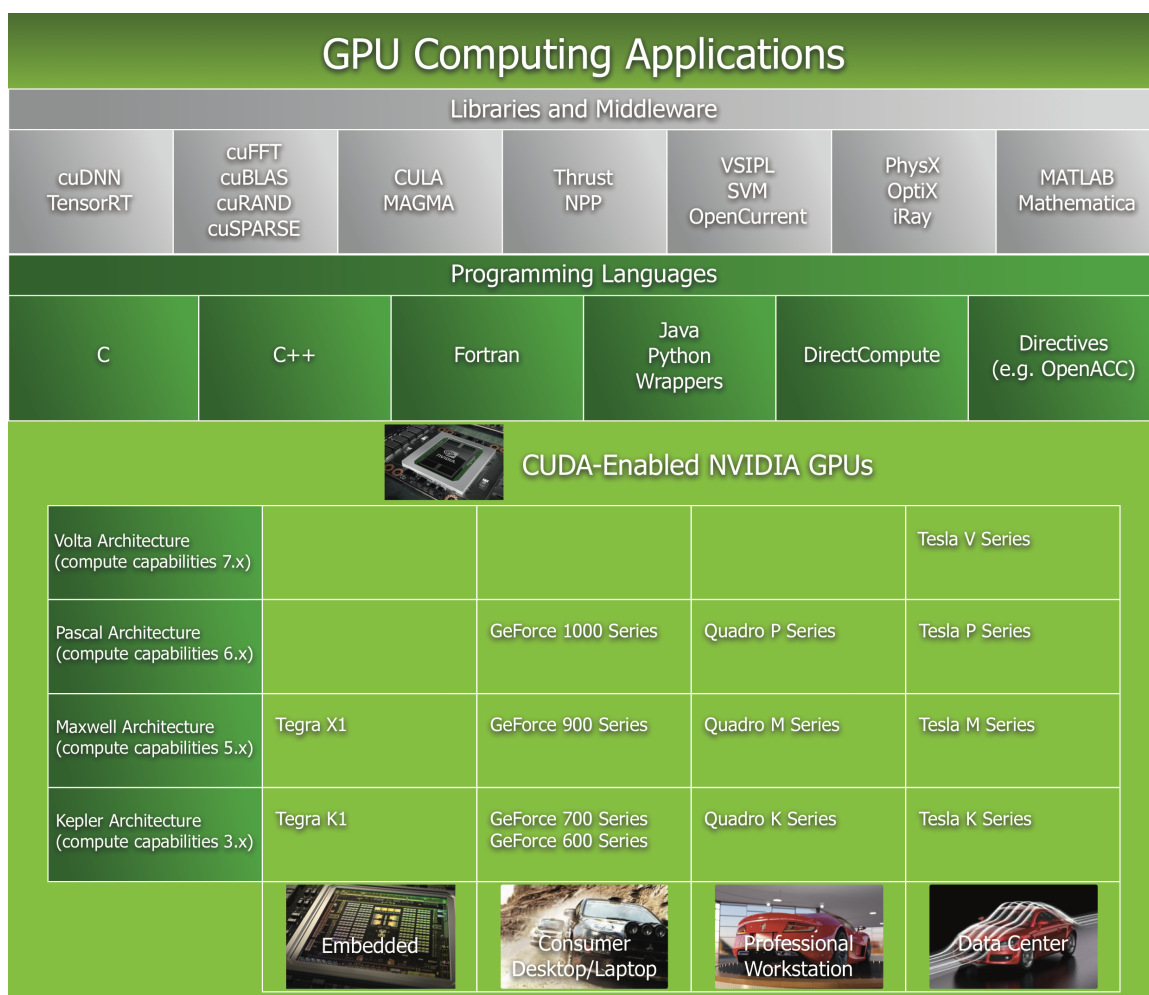 GPU Computing Applications
Libraries and Middleware
cuDNN
TensorRT
cuFFT
cuBLAS
cuRAND
cuSPARSE
CULA
MAGMA
Thrust
NPP
VSIPL
SVM
OpenCurrent
PhysX
OptiX
iRay
MATLAB
Mathematica
Programming Languages
C
C++
Fortran
Java
Python
Wrappers
DirectCompute
Directives
(e.g. OpenACC)
NVIDIA
CUDA-Enabled NVIDIA GPUs
Volta Architecture
(compute capabilities 7.x)
Tesla V Series
Pascal Architecture
(compute capabilities 6.x)
GeForce 1000 Series
Quadro P Series
Tesla P Series
Maxwell Architecture
(compute capabilities 5.x)
Tegra X1
GeForce 900 Series
Quadro M Series
Tesla M Series
Kepler Architecture
(compute capabilities 3.x)
Tegra K1
GeForce 700 Series
GeForce 600 Series
Quadro K Series
Tesla K Series
Embedded
Consumer
Desktop/Laptop
Professional
Workstation
Data Center